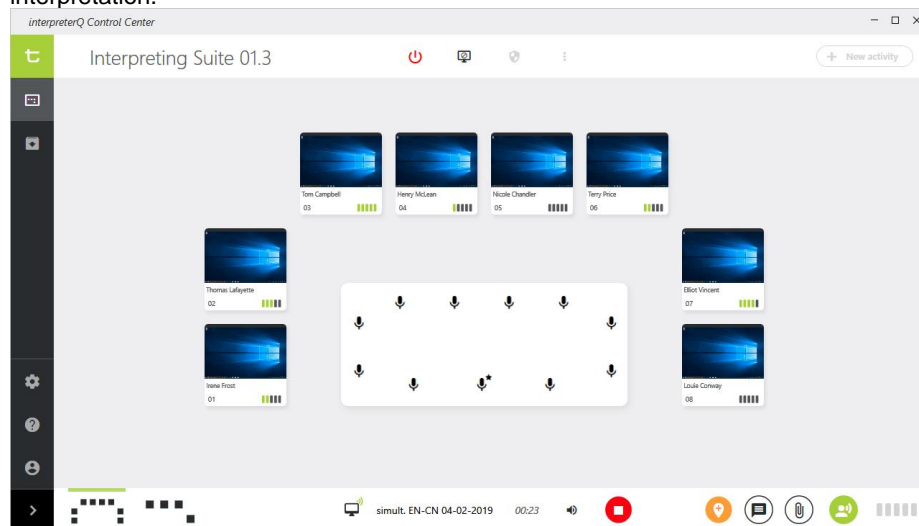 interpretation.
interpreterQ Control Center
Interpreting Suite 01.3
New activity
Tom Campbell
03
Henry McLean
04
Nicole Chandler
05
Terry Price
06
Thomas Lafayette
02
Elliot Vincent
07
Irene Frost
01
Louie Conway
08
simult. EN-CN 04-02-2019 00:23